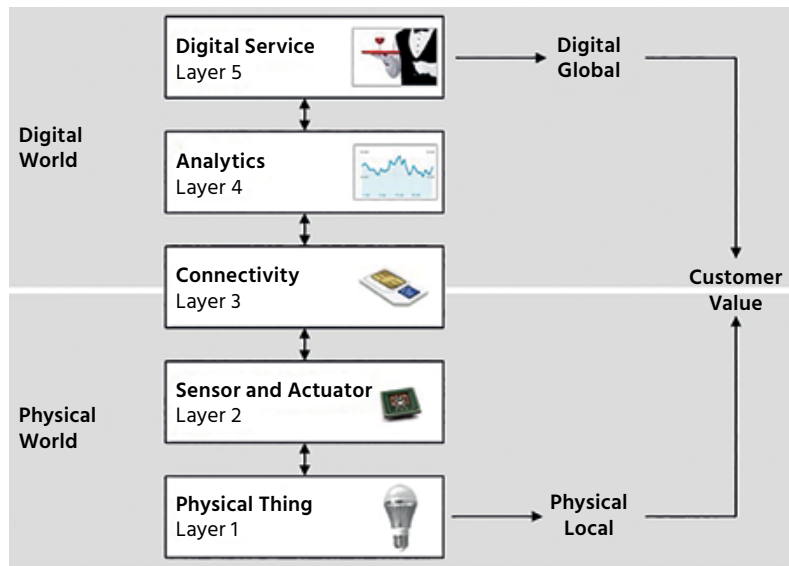 Digital Service
Layer 5
Digital
Global
Digital
World
Analytics
Layer 4
Connectivity
Layer 3
Customer
Value
Sensor and Actuator
Layer 2
Physical
World
Physical Thing
Layer 1
Physical
Local